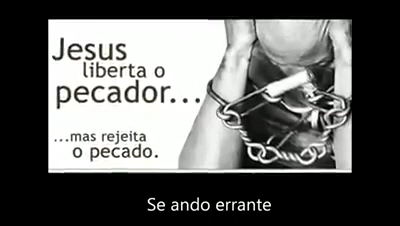 Jesus
liberta o
pecador...
...mas rejeita
o pecado.
Se ando errante